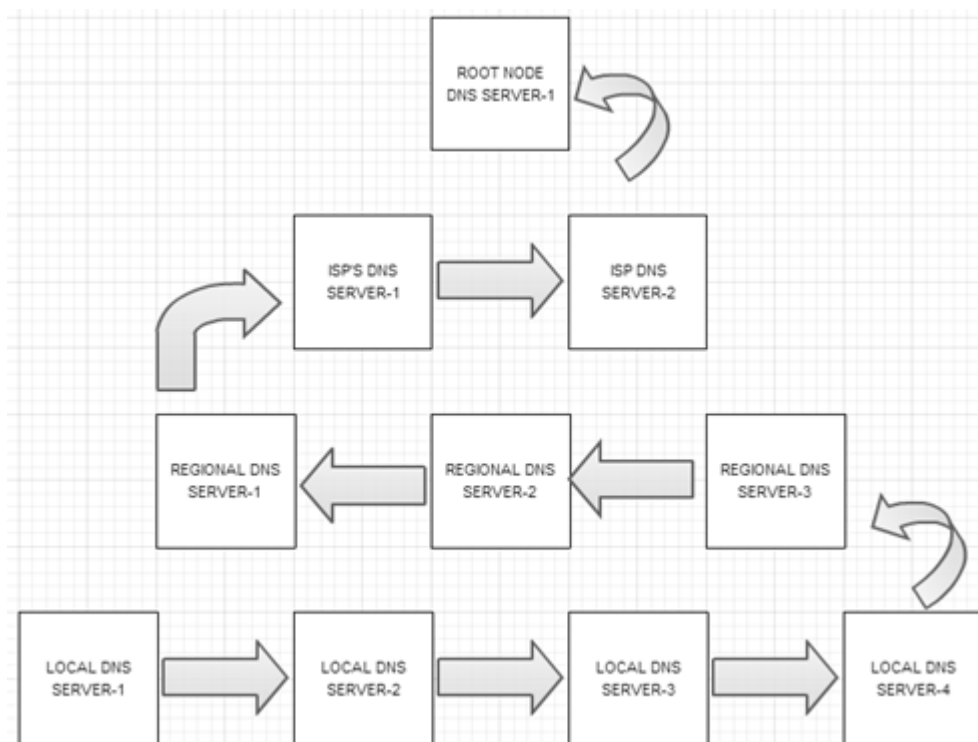 ROOT NODE
DNS SERVER-1
ISP'S DNS
SERVER-1
ISP DNS
SERVER-2
REGIONAL DNS
SERVER-1
REGIONAL DNS
SERVER-2
REGIONAL DNS
SERVER-3
LOCAL DNS
SERVER-1
LOCAL DNS
SERVER-2
LOCAL DNS
SERVER-3
LOCAL DNS
SERVER-4